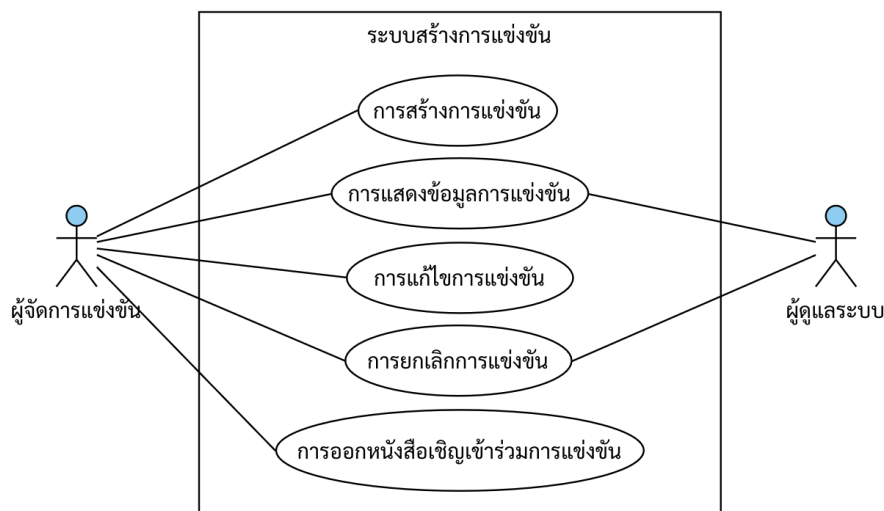 ระบบสร้างการแข่งขัน
การสร้างการแข่งขัน
การแสดงข้อมูลการแข่งขัน
การแก้ไขการแข่งขัน
ผู้จัดการแข่งขัน
ผู้ดูแลระบบ
การยกเลิกการแข่งขัน
การออกหนังสือเชิญเข้าร่วมการแข่งขัน